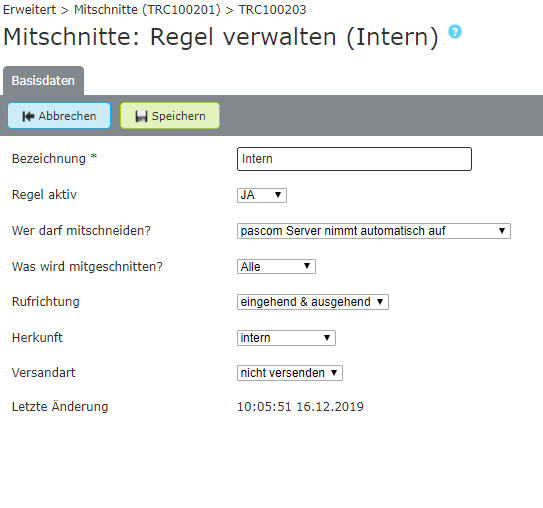 Erweitert > Mitschnitte (TRC100201) > TRC100203
Mitschnitte: Regel verwalten (Intern) ?
Basisdaten
Abbrechen Speichern
Bezeichnung * Intern
Regel aktiv JA
Wer darf mitschneiden? pascom Server nimmt automatisch auf
Was wird mitgeschnitten? Alle
Rufrichtung eingehend & ausgehend
Herkunft intern
Versandart nicht versenden
Letzte Änderung 10:05:51 16.12.2019